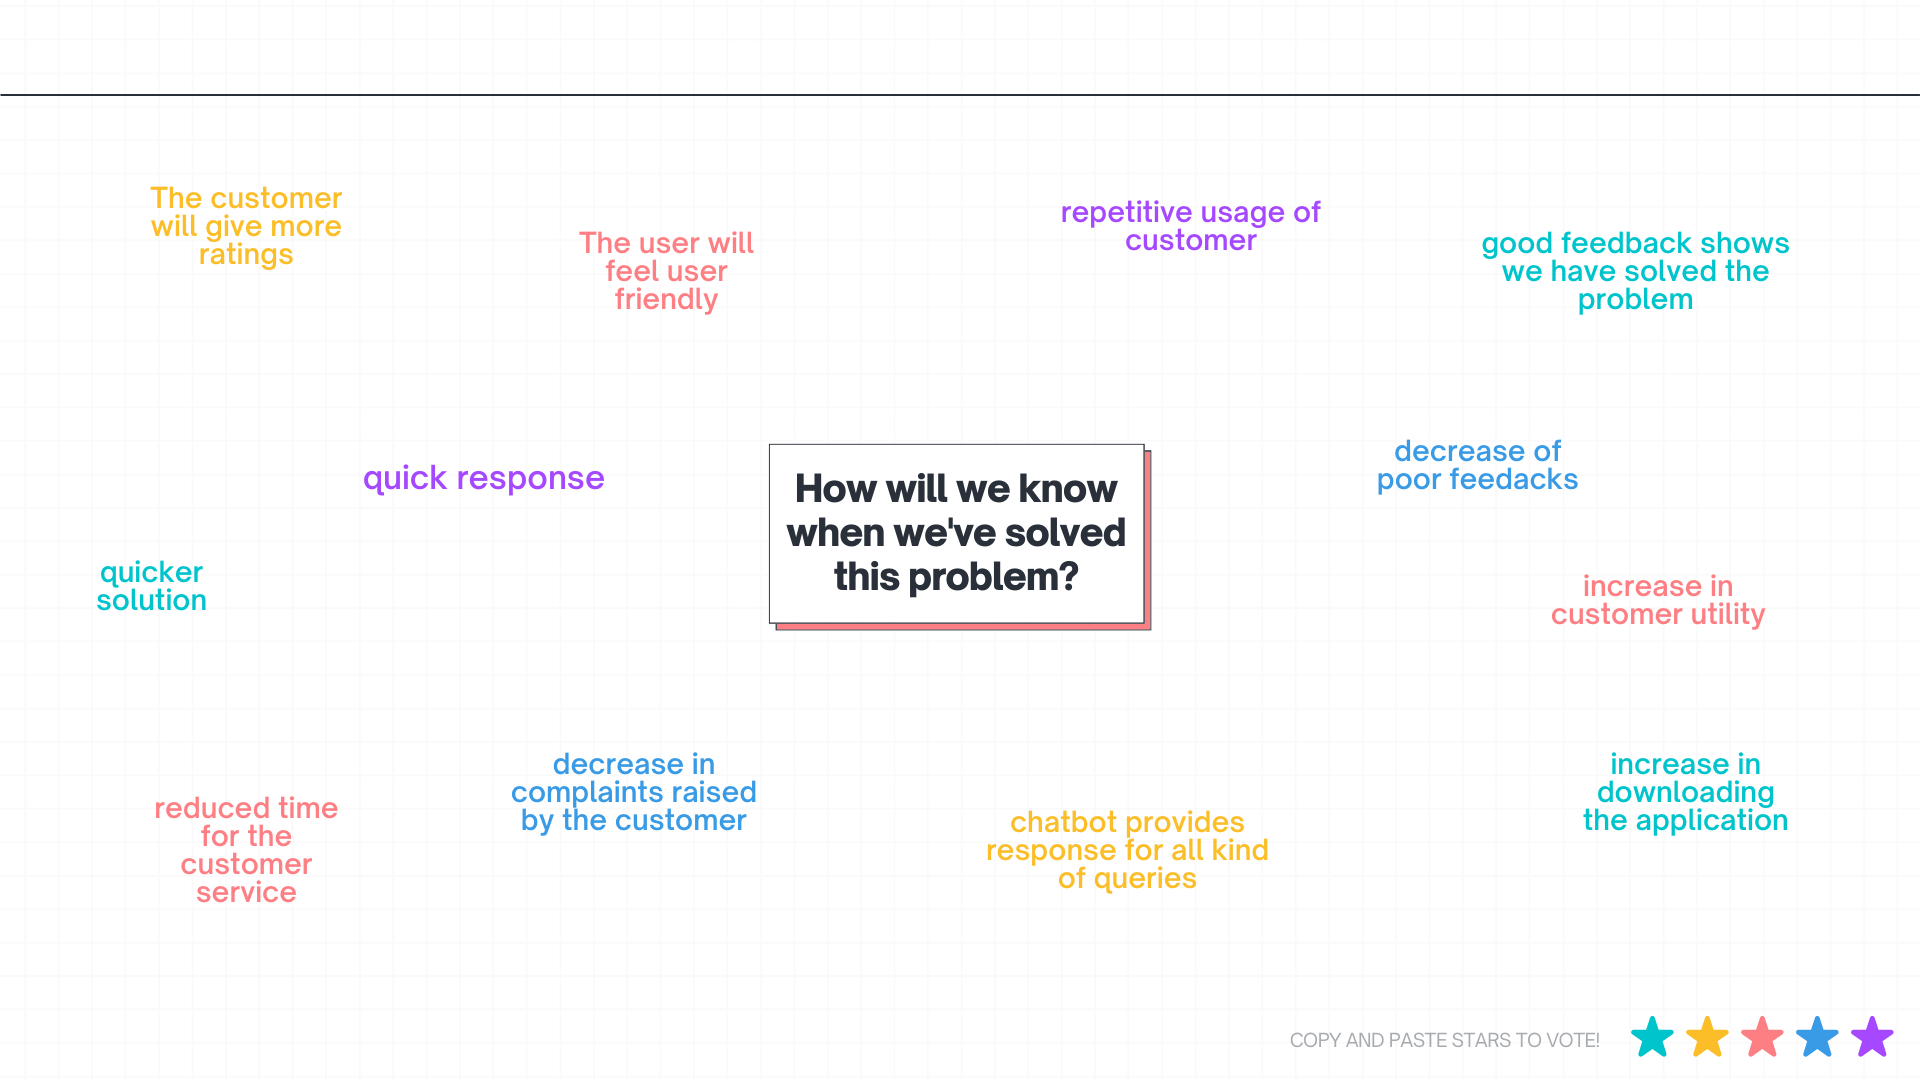 The customer
will give more
ratings
The user will
feel user
friendly
repetitive usage of
customer
good feedback shows
we have solved the
problem
quick response
How will we know
when we've solved
this problem?
decrease of
poor feedacks
quicker
solution
increase in
customer utility
reduced time
for the
customer
service
decrease in
complaints raised
by the customer
chatbot provides
response for all kind
of queries
increase in
downloading
the application
COPY AND PASTE STARS TO VOTE!